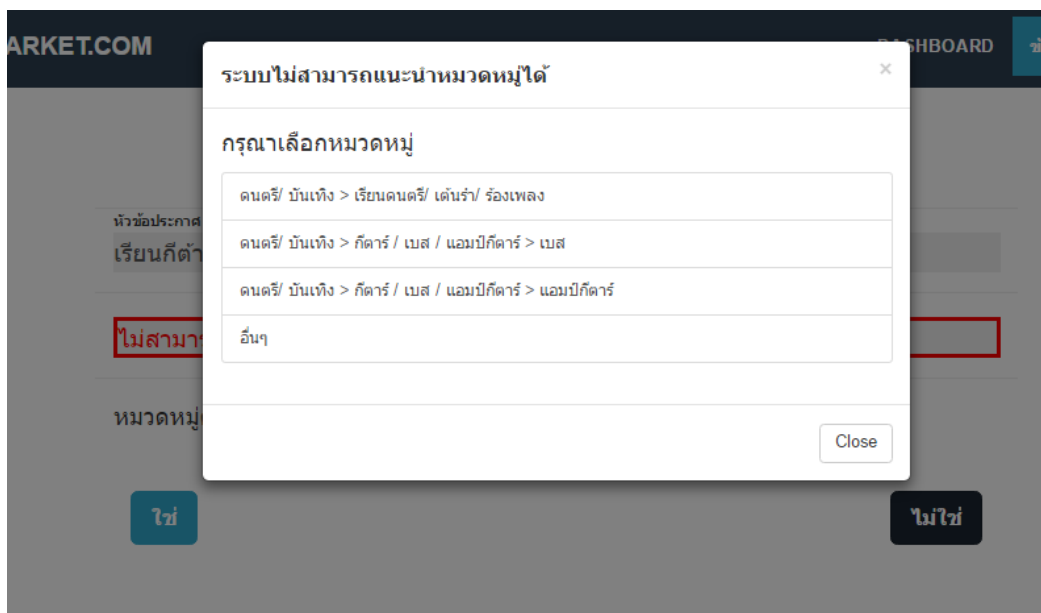 ARKET.COM
SHBOARD
ระบบไม่สามารถแนะนำหมวดหมู่ได้
×
กรุณาเลือกหมวดหมู่
ดนตรี/ บันเทิง > เรียนดนตรี/ เต้นรำ/ ร้องเพลง
ดนตรี/ บันเทิง > กีตาร์ / เบส / แอมป์กีตาร์ > เบส
ดนตรี/ บันเทิง > กีตาร์ / เบส / แอมป์กีตาร์ > แอมป์กีตาร์
อื่นๆ
หัวข้อประกาศ
เรียนกีต้า
ไม่สามาร
หมวดหมู่
Close
ใช่
ไม่ใช่